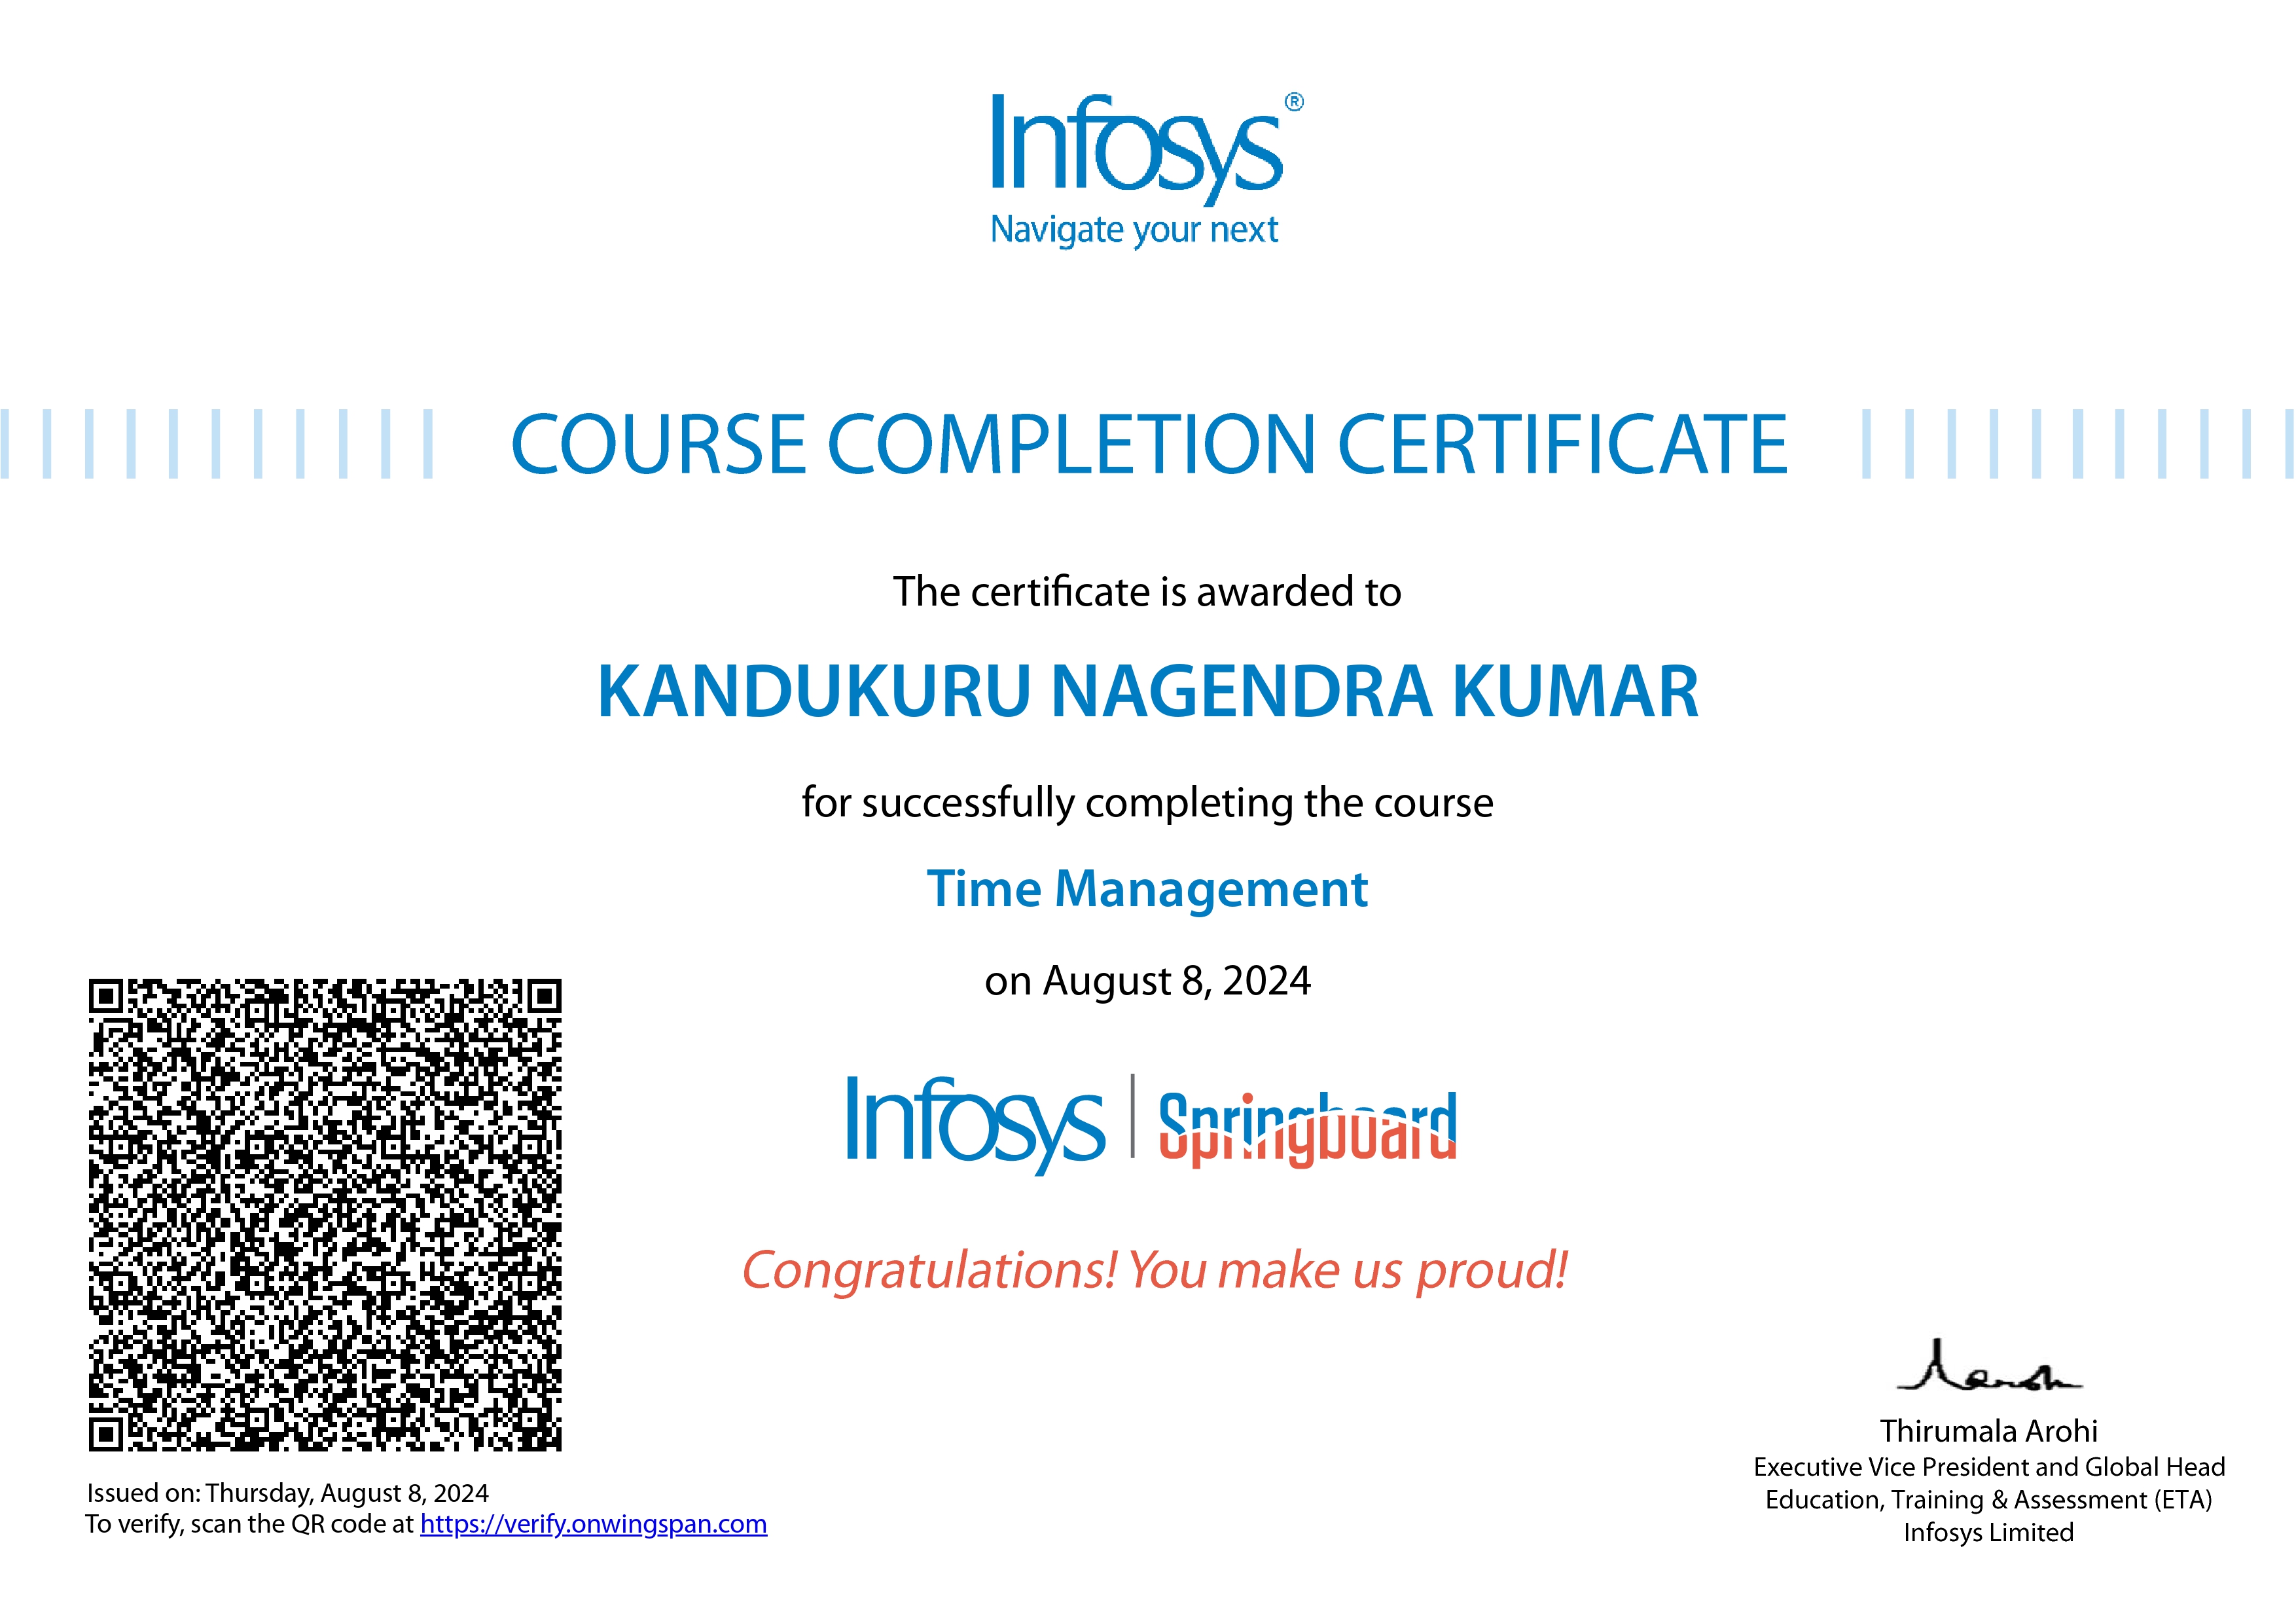 Infosys®
Navigate your next
COURSE COMPLETION CERTIFICATE
The certificate is awarded to
KANDUKURU NAGENDRA KUMAR
for successfully completing the course
Time Management
on August 8, 2024
Infosys | Springboard
Congratulations! You make us proud!
Issued on: Thursday, August 8, 2024
To verify, scan the QR code at https://verify.onwingspan.com
Thirumala Arohi
Executive Vice President and Global Head
Education, Training & Assessment (ETA)
Infosys Limited